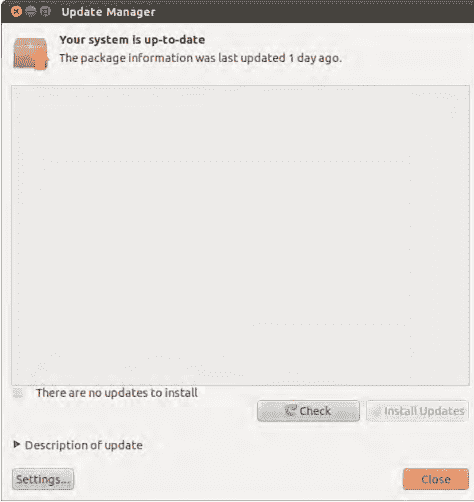 Update Manager
Your system is up-to-date
The package information was last updated 1 day ago.
There are no updates to install
Check
Install Updates
Description of update
Settings...
Close